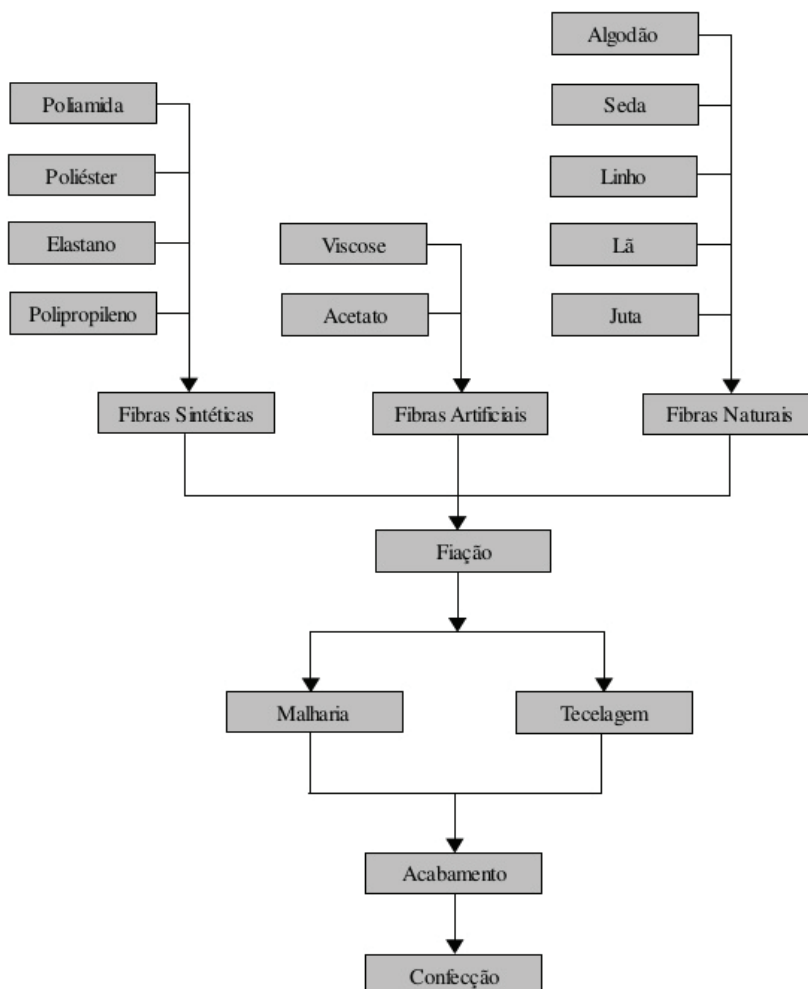 Algodão
Poliamida
Seda
Poliéster
Linho
Elastano
Viscose
Lã
Polipropileno
Acetato
Juta
Fibras Sintéticas
Fibras Artificiais
Fibras Naturais
Fiação
Malharia
Tecelagem
Acabamento
Confecção